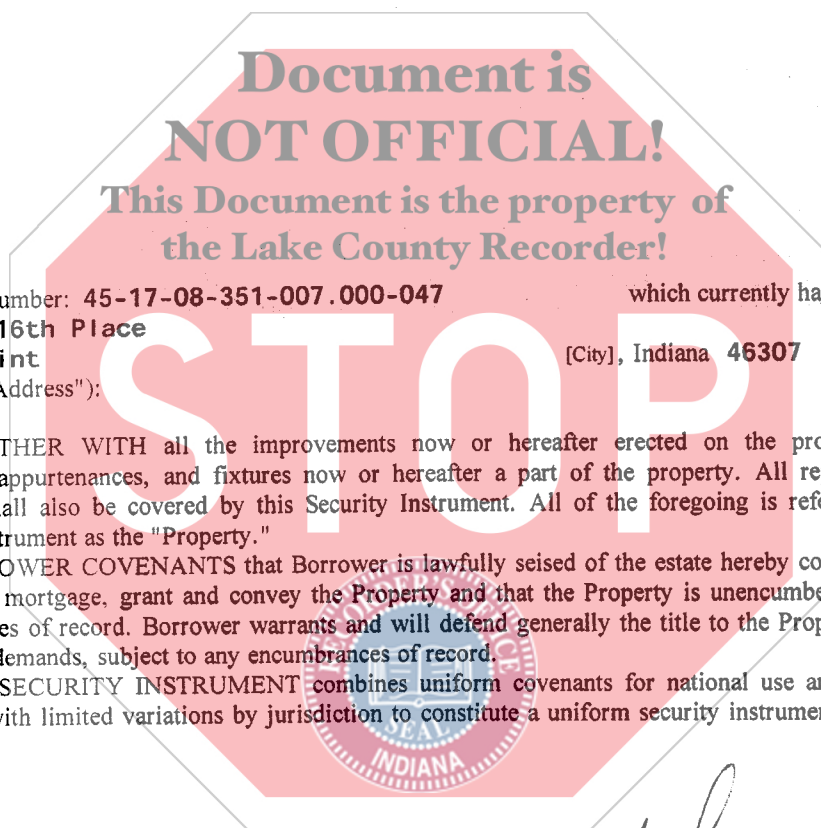 Document is
NOT OFFICIAL!
This Document is the property of
the Lake County Recorder!
STOP
umber: 45-17-08-351-007.000-047 which currently ha
16th Place
int [City], Indiana 46307
Address"):
THER WITH all the improvements now or hereafter erected on the pro
appurtenances, and fixtures now or hereafter a part of the property. All re
all also be covered by this Security Instrument. All of the foregoing is refe
trument as the "Property."
OWER COVENANTS that Borrower is lawfully seised of the estate hereby co
mortgage, grant and convey the Property and that the Property is unencumbe
es of record. Borrower warrants and will defend generally the title to the Prop
demands, subject to any encumbrances of record.
SECURITY INSTRUMENT combines uniform covenants for national use an
with limited variations by jurisdiction to constitute a uniform security instrumen
RECORDER'S OFFICE
SEAL
INDIANA